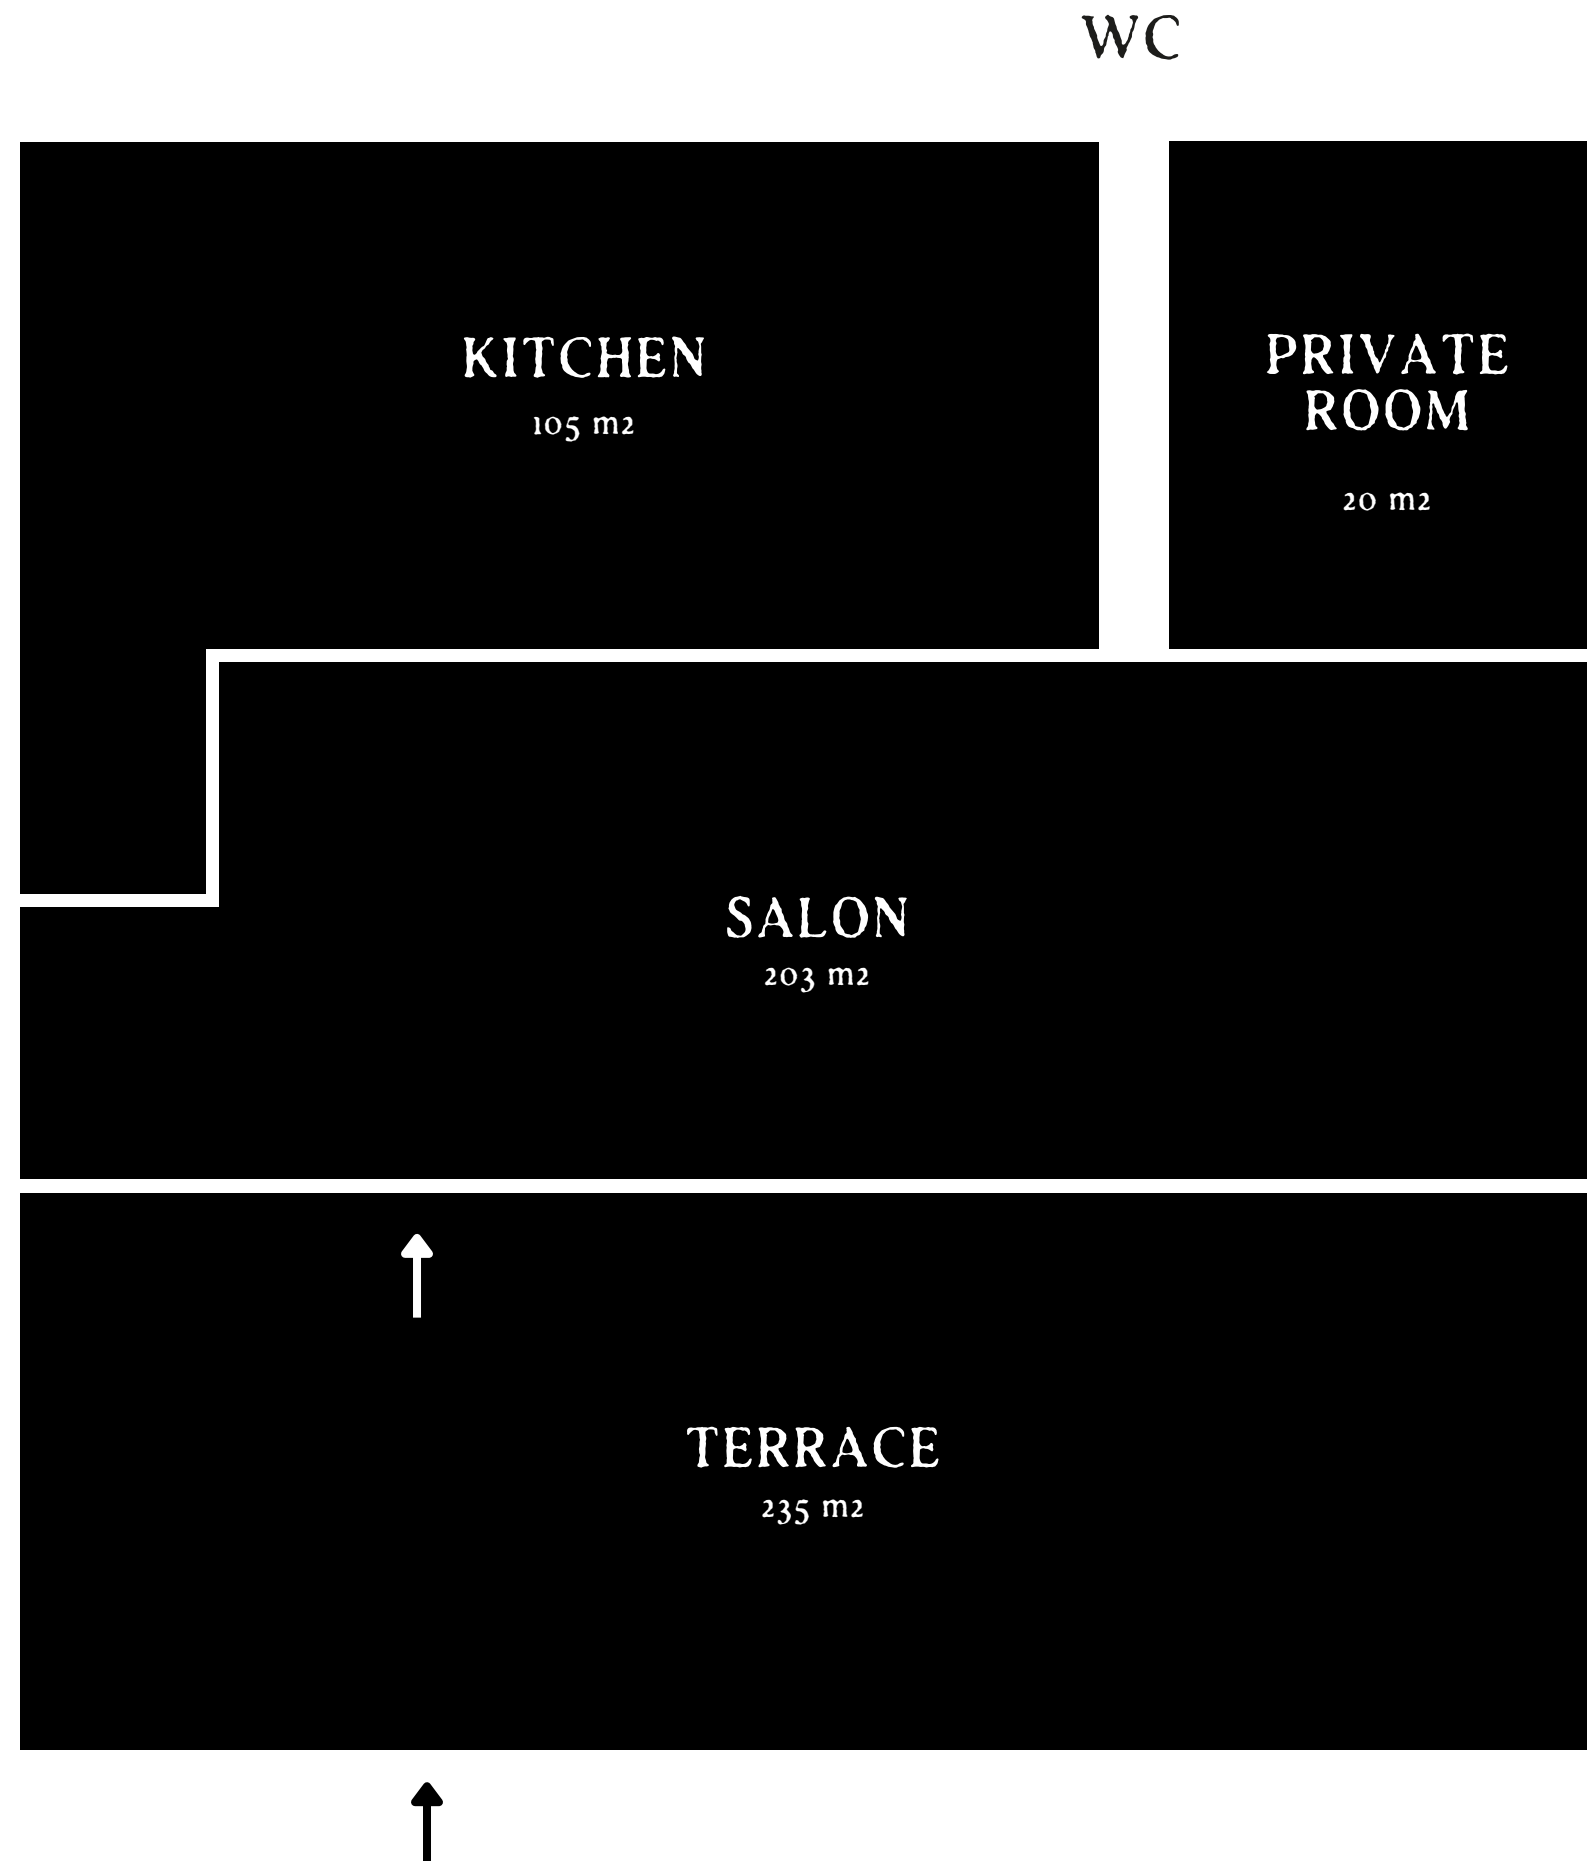 WC
KITCHEN
105 m2
PRIVATE
ROOM
20 m2
SALON
203 m2
TERRACE
235 m2